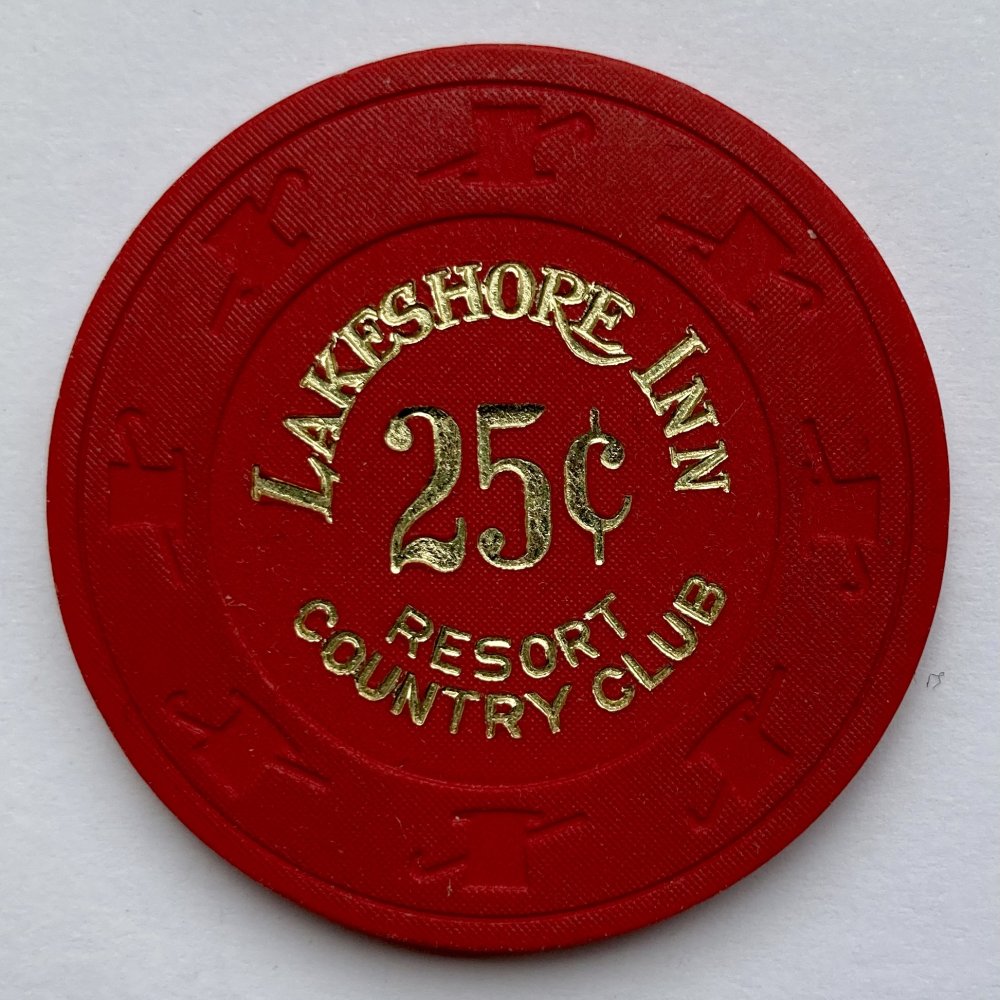 LAKESHORE INN
25¢
RESORT
COUNTRY CLUB